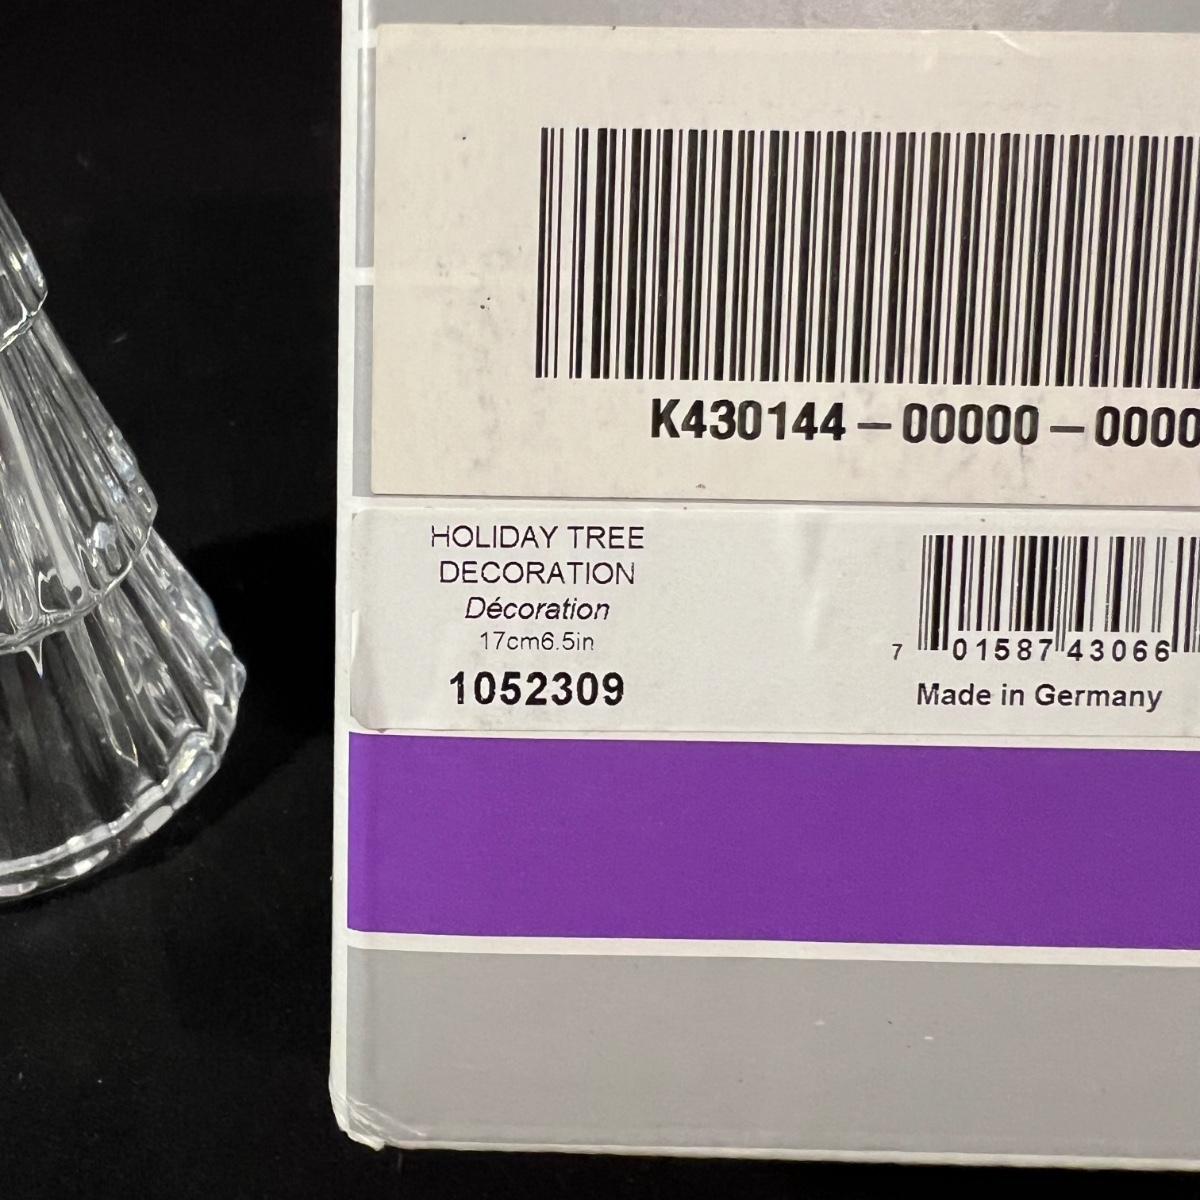 K430144-00000-0000
HOLIDAY TREE
DECORATION
Décoration
17cm6.5in
1052309
7 01587 43066
Made in Germany